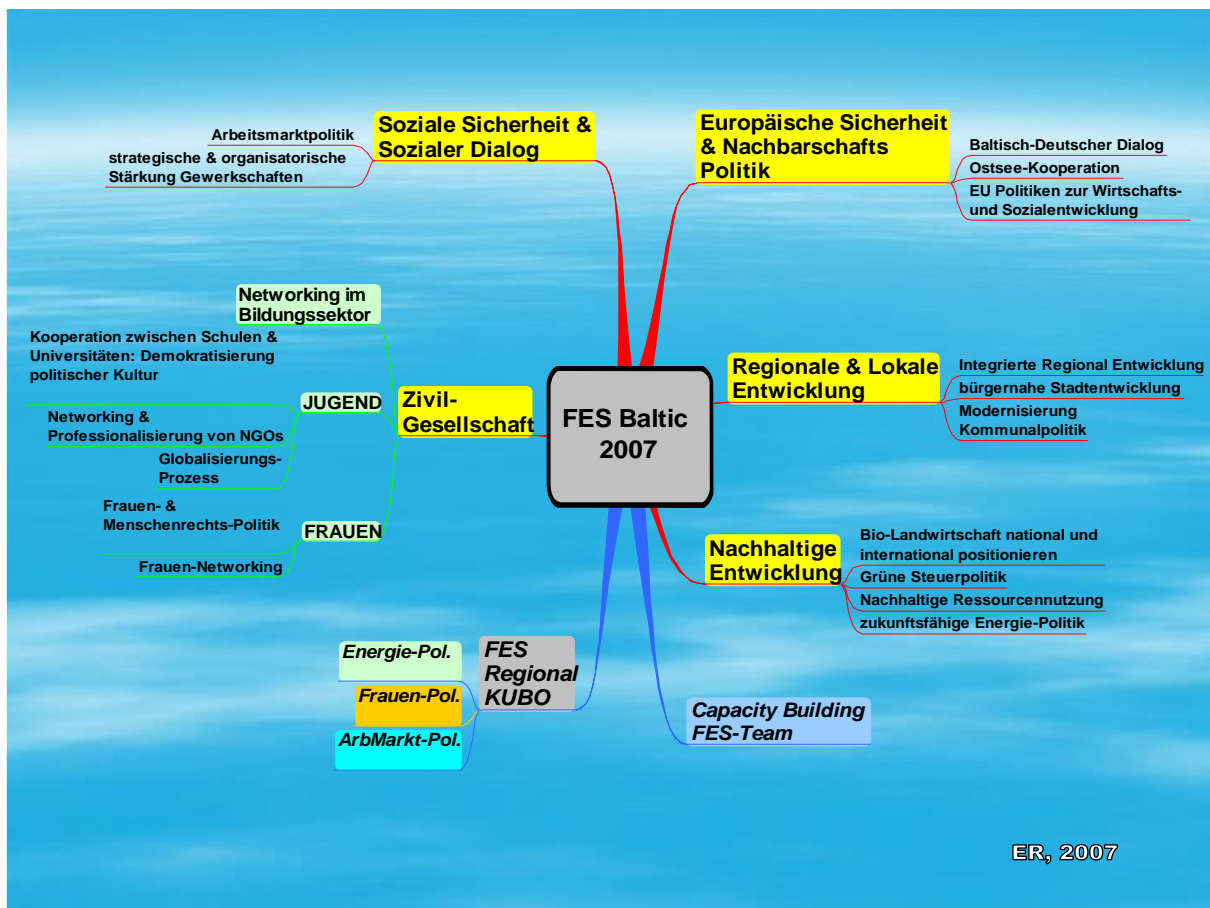 FES Baltic
2007
Soziale Sicherheit &
Sozialer Dialog
Arbeitsmarktpolitik
strategische & organisatorische
Stärkung Gewerkschaften
Europäische Sicherheit
& Nachbarschafts
Politik
Baltisch-Deutscher Dialog
Ostsee-Kooperation
EU Politiken zur Wirtschafts-
und Sozialentwicklung
Regionale & Lokale
Entwicklung
Integrierte Regional Entwicklung
bürgernahe Stadtentwicklung
Modernisierung
Kommunalpolitik
Nachhaltige
Entwicklung
Bio-Landwirtschaft national und
international positionieren
Grüne Steuerpolitik
Nachhaltige Ressourcennutzung
zukunftsfähige Energie-Politik
Capacity Building
FES-Team
FES
Regional
KUBO
Energie-Pol.
Frauen-Pol.
ArbMarkt-Pol.
Zivil-
Gesellschaft
Networking im
Bildungssektor
JUGEND
Kooperation zwischen Schulen &
Universitäten: Demokratisierung
politischer Kultur
Networking &
Professionalisierung von NGOs
Globalisierungs-
Prozess
FRAUEN
Frauen- &
Menschenrechts-Politik
Frauen-Networking
ER, 2007